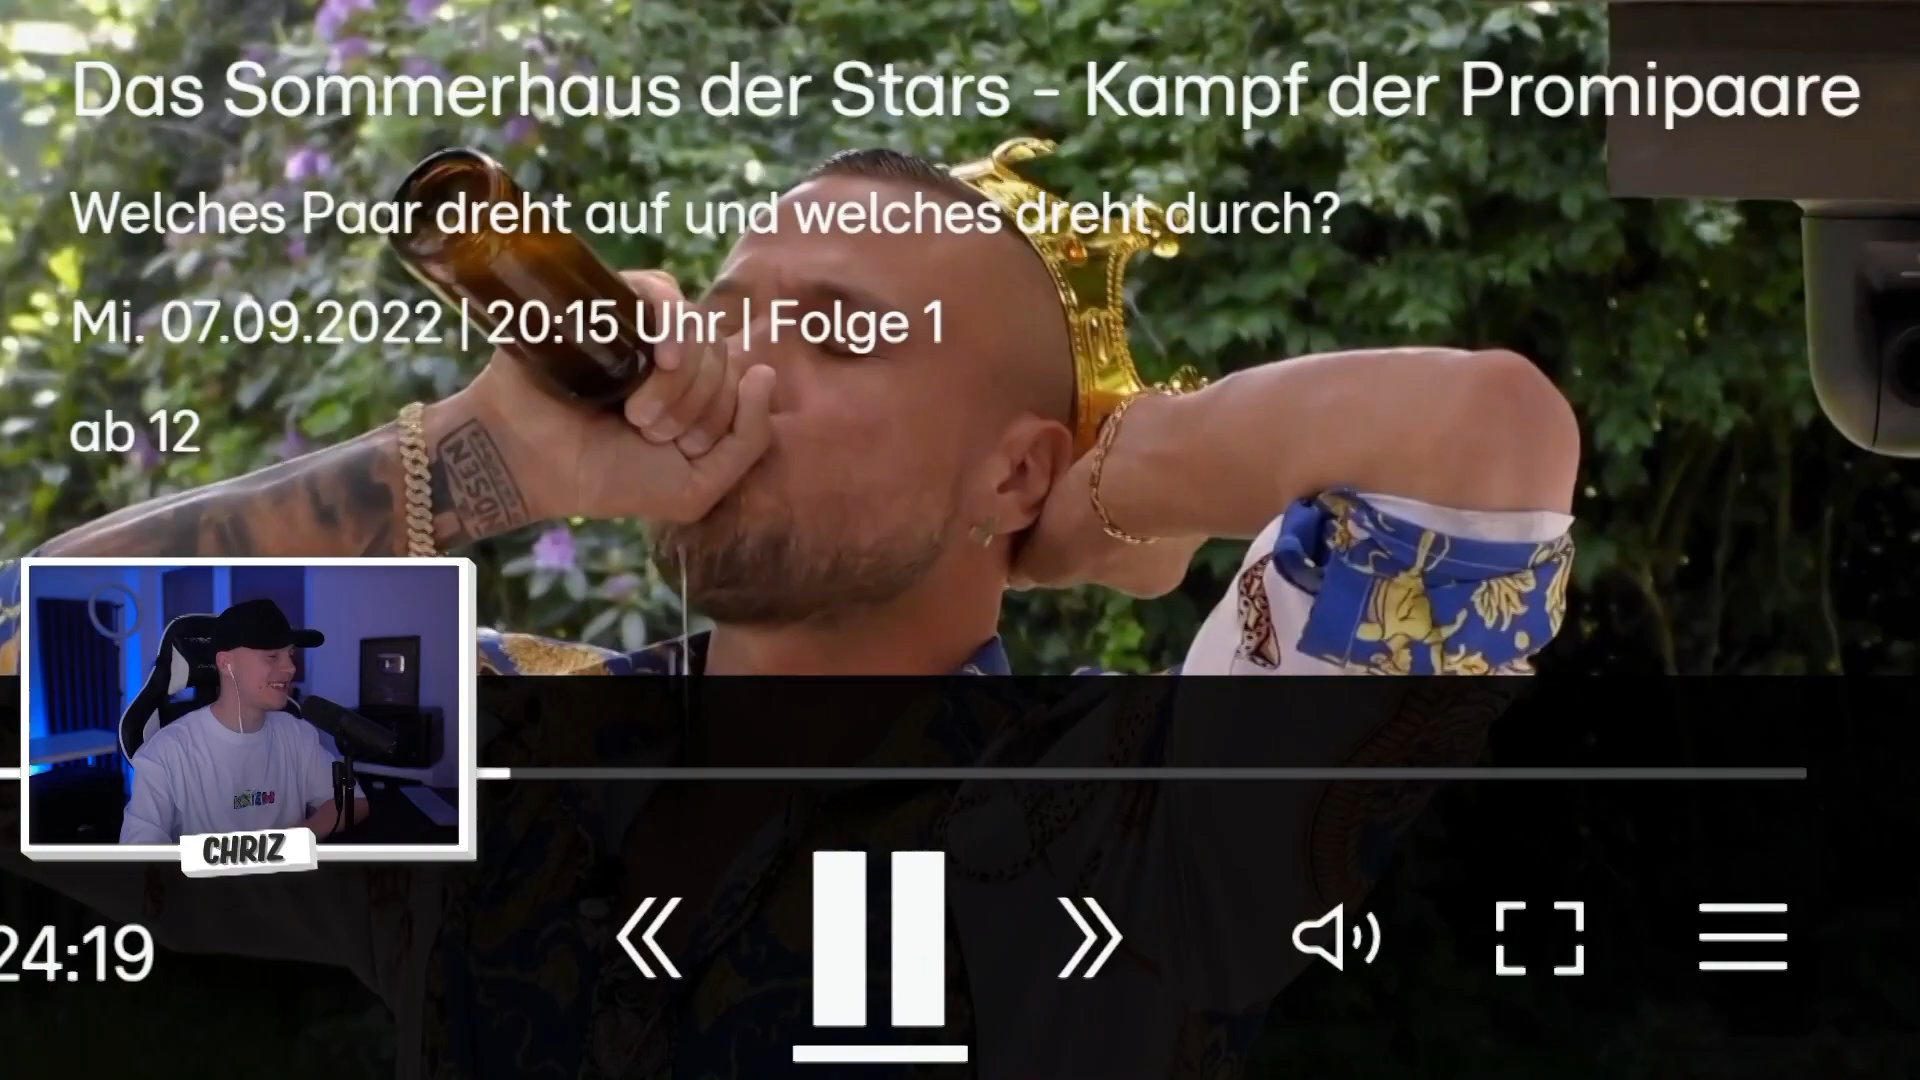 Das Sommerhaus der Stars - Kampf der Promipaare
Welches Paar dreht auf und welches dreht durch?
Mi. 07.09.2022 | 20:15 Uhr | Folge 1
ab 12
CHRIZ
24:19